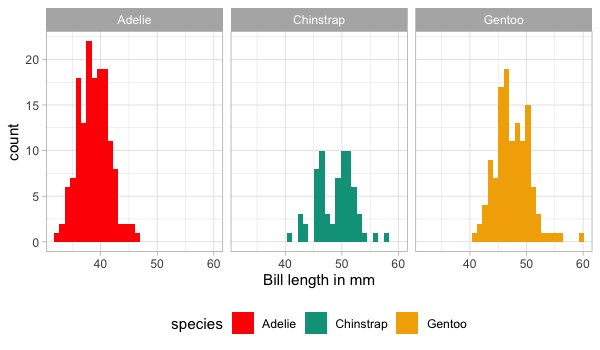 Adelie Chinstrap Gentoo
20
15
10
5
0
count
40 50 60 40 50 60 40 50 60
Bill length in mm
species Adelie Chinstrap Gentoo